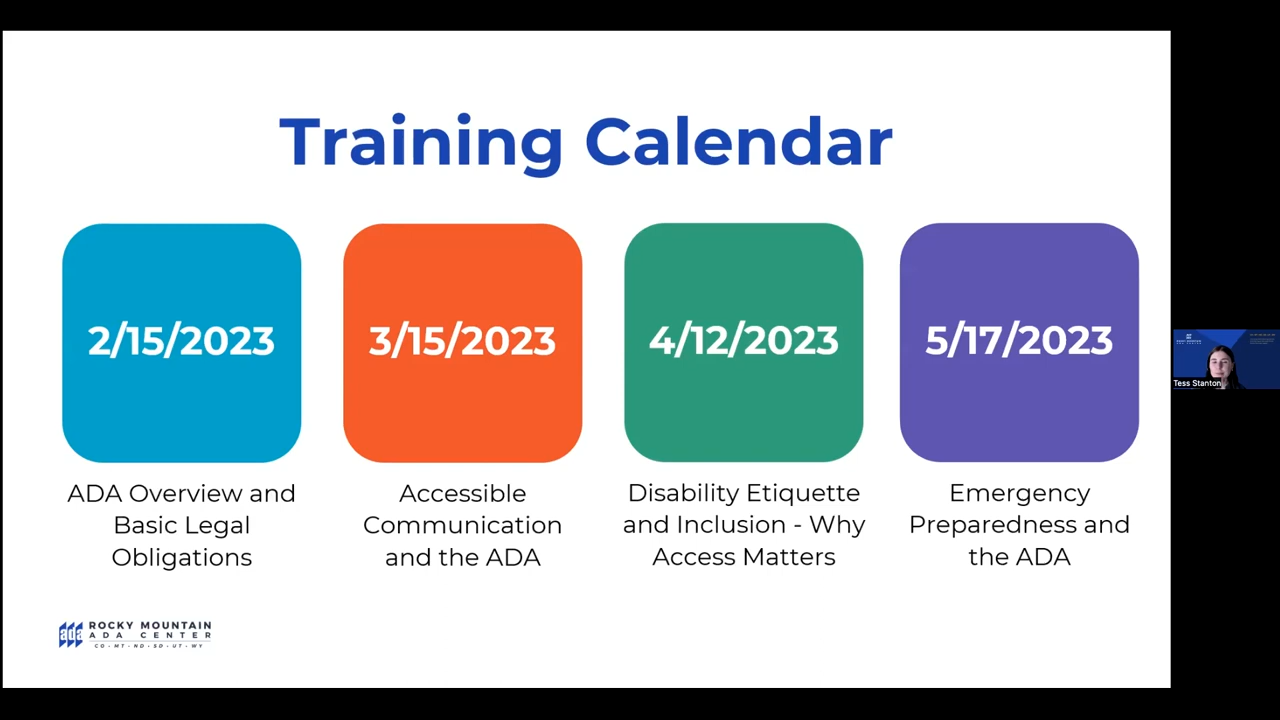 Training Calendar
2/15/2023
3/15/2023
4/12/2023
5/17/2023
ADA Overview and
Basic Legal
Obligations
Accessible
Communication
and the ADA
Disability Etiquette
and Inclusion - Why
Access Matters
Emergency
Preparedness and
the ADA
ada
ROCKY MOUNTAIN
ADA CENTER
CO • MT • ND • SD • UT • WY
Tess Stanton